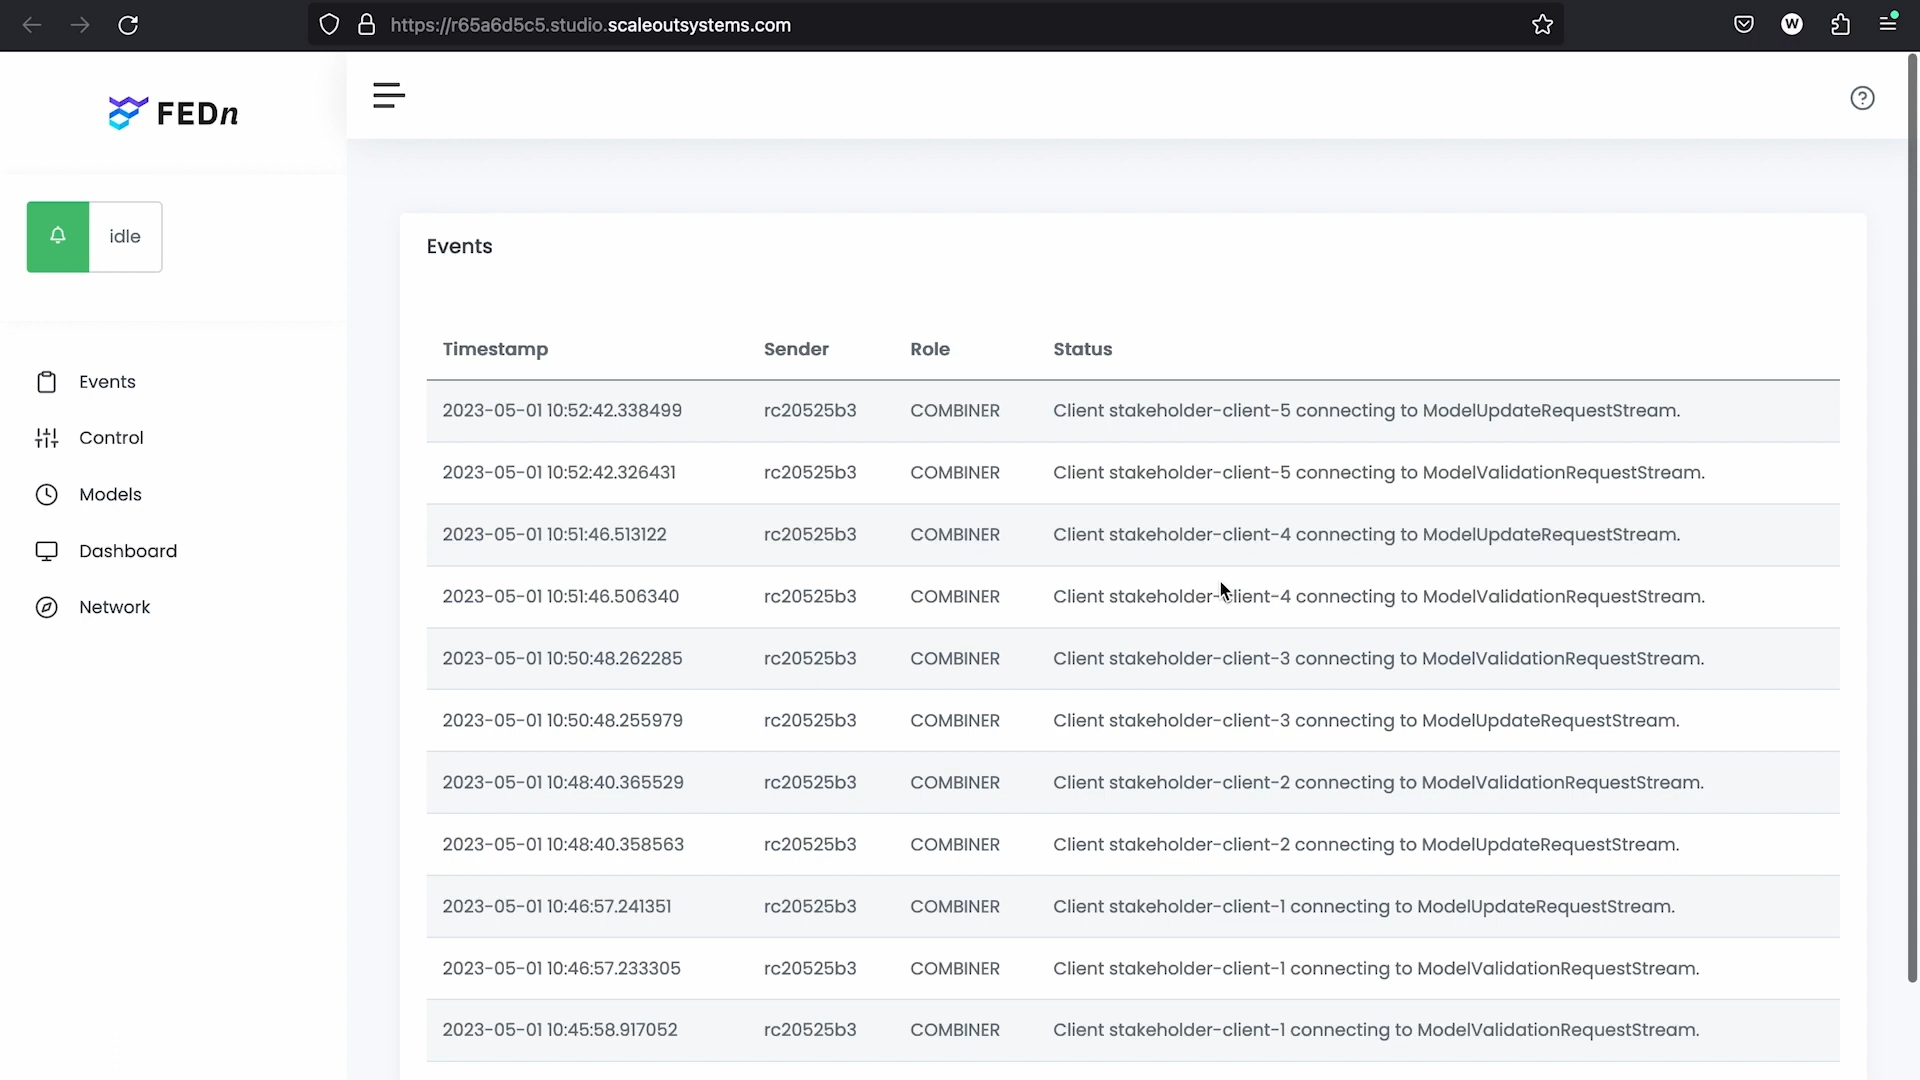 https://r65a6d5c5.studio.scaleoutsystems.com
W
FEDn
idle
Events
Control
Models
Dashboard
Network
Events
Timestamp Sender Role Status
2023-05-01 10:52:42.338499 rc20525b3 COMBINER Client stakeholder-client-5 connecting to ModelUpdateRequestStream.
2023-05-01 10:52:42.326431 rc20525b3 COMBINER Client stakeholder-client-5 connecting to ModelValidationRequestStream.
2023-05-01 10:51:46.513122 rc20525b3 COMBINER Client stakeholder-client-4 connecting to ModelUpdateRequestStream.
2023-05-01 10:51:46.506340 rc20525b3 COMBINER Client stakeholder-client-4 connecting to ModelValidationRequestStream.
2023-05-01 10:50:48.262285 rc20525b3 COMBINER Client stakeholder-client-3 connecting to ModelValidationRequestStream.
2023-05-01 10:50:48.255979 rc20525b3 COMBINER Client stakeholder-client-3 connecting to ModelUpdateRequestStream.
2023-05-01 10:48:40.365529 rc20525b3 COMBINER Client stakeholder-client-2 connecting to ModelValidationRequestStream.
2023-05-01 10:48:40.358563 rc20525b3 COMBINER Client stakeholder-client-2 connecting to ModelUpdateRequestStream.
2023-05-01 10:46:57.241351 rc20525b3 COMBINER Client stakeholder-client-1 connecting to ModelUpdateRequestStream.
2023-05-01 10:46:57.233305 rc20525b3 COMBINER Client stakeholder-client-1 connecting to ModelValidationRequestStream.
2023-05-01 10:45:58.917052 rc20525b3 COMBINER Client stakeholder-client-1 connecting to ModelValidationRequestStream.